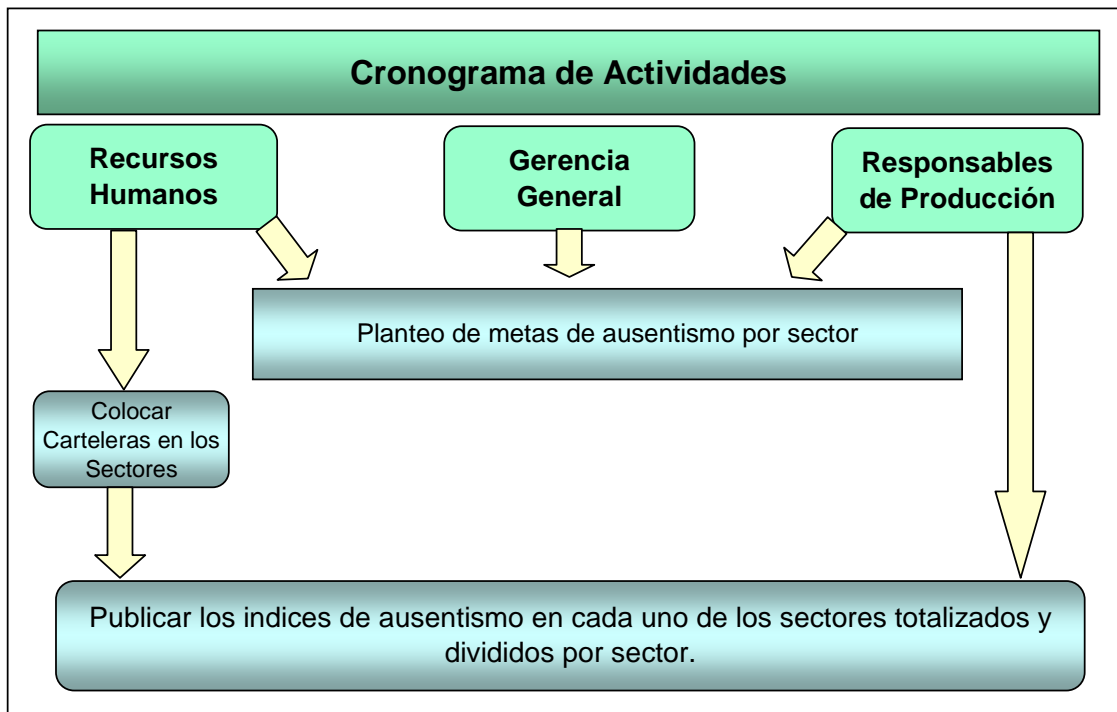 Cronograma de Actividades
Recursos
Humanos
Gerencia
General
Responsables
de Producción
Planteo de metas de ausentismo por sector
Colocar
Carteleras en los
Sectores
Publicar los indices de ausentismo en cada uno de los sectores totalizados y
divididos por sector.